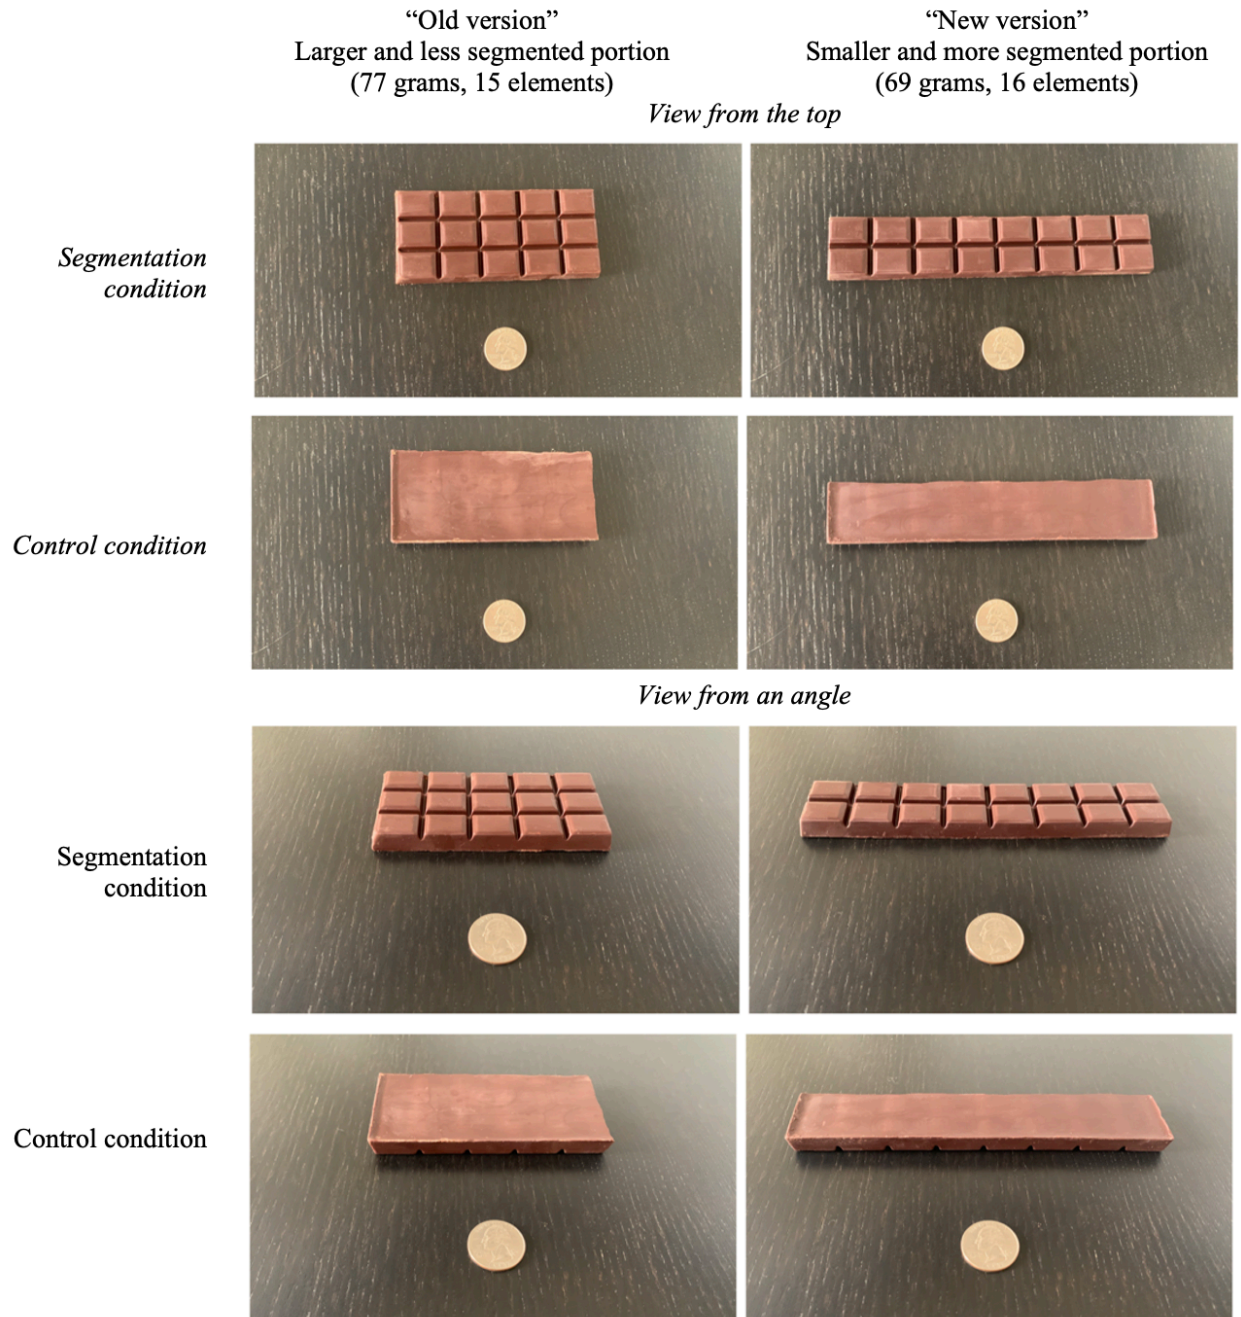 “Old version”
Larger and less segmented portion
(77 grams, 15 elements)
“New version”
Smaller and more segmented portion
(69 grams, 16 elements)
View from the top
Segmentation
condition
Control condition
View from an angle
Segmentation
condition
Control condition